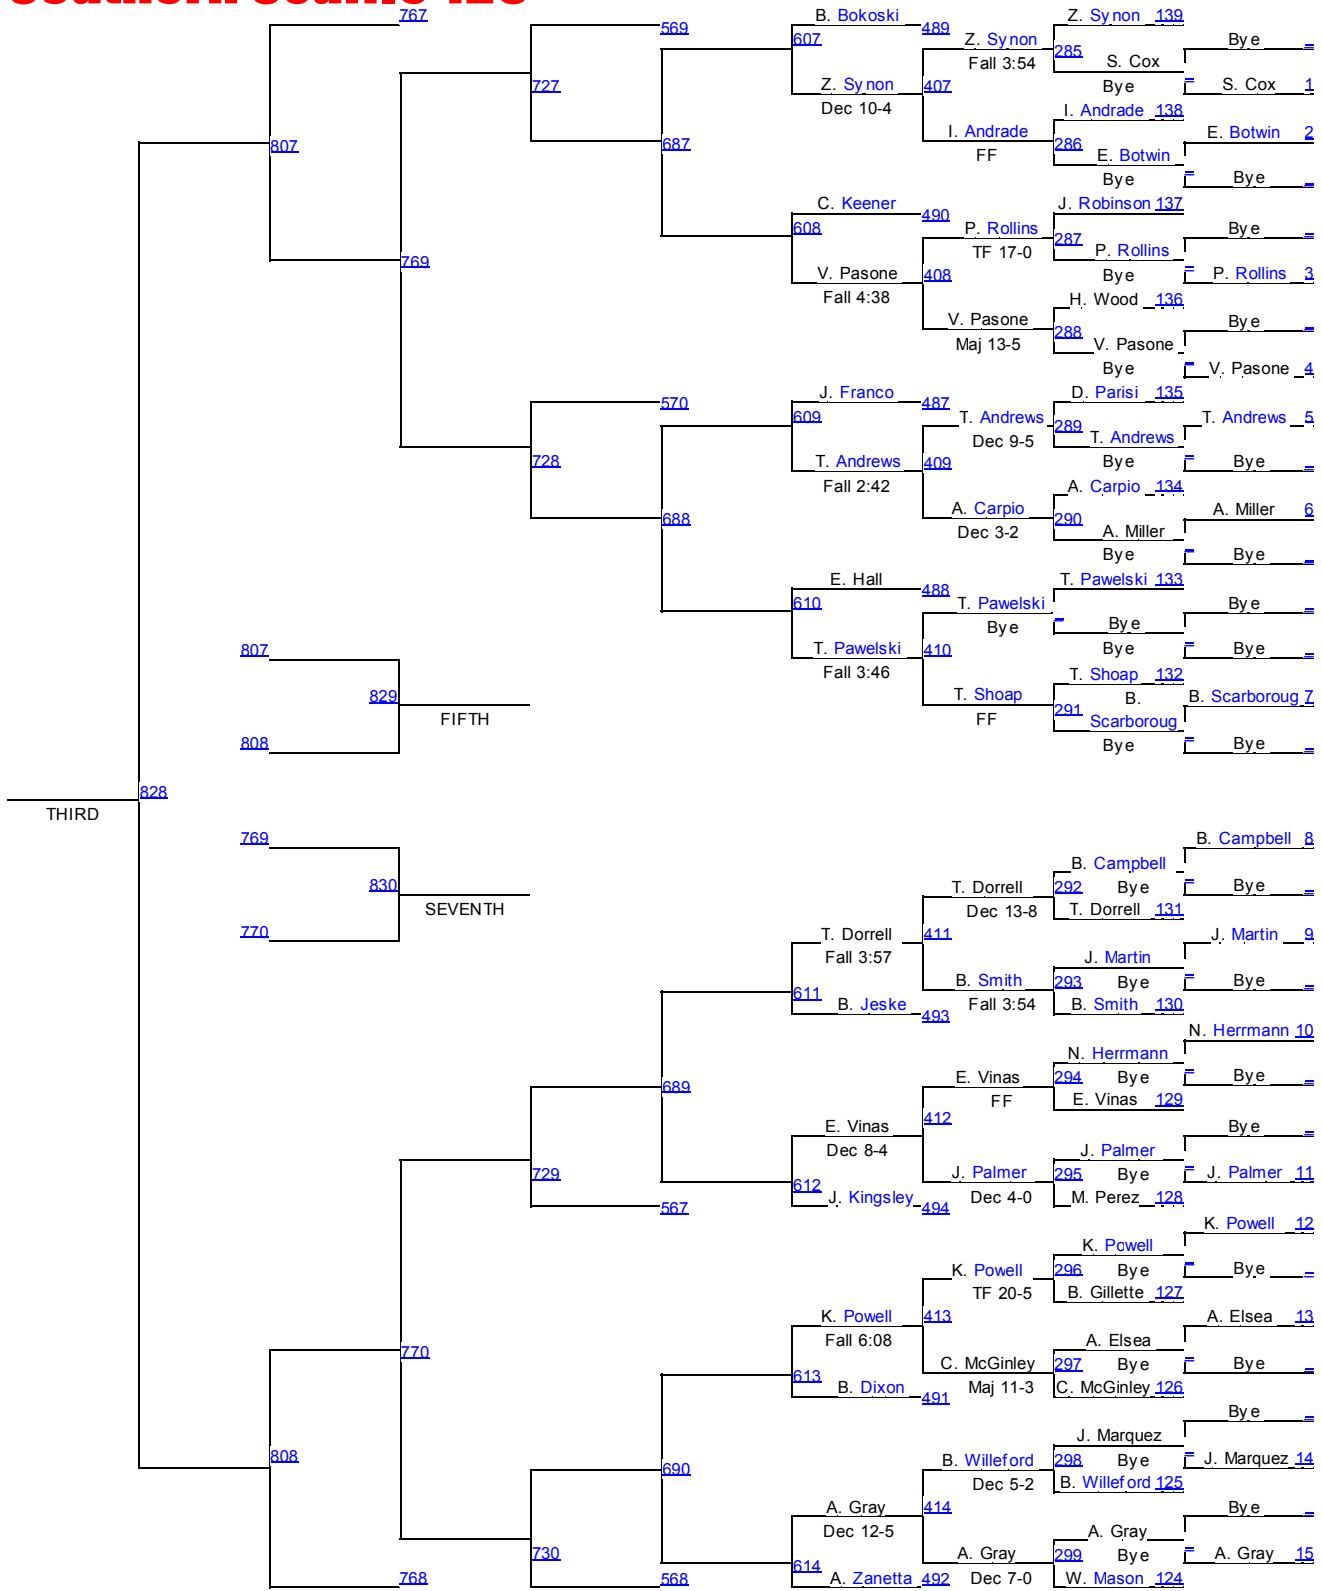 767
B. Bokoski
Z. Synon 139
569
489
Bye
607
Z. Synon
285
Fall 3:54
S. Cox
727
Z. Synon
407
Bye
S. Cox 1
Dec 10-4
I. Andrade 138
I. Andrade
E. Botwin 2
807
687
286
FF
E. Botwin
Bye
Bye
C. Keener
J. Robinson 137
490
608
P. Rollins
Bye
287
TF 17-0
P. Rollins
769
V. Pasone
408
Bye
P. Rollins 3
Fall 4:38
H. Wood 136
V. Pasone
Bye
288
Maj 13-5
V. Pasone
Bye
V. Pasone 4
J. Franco
D. Parisi 135
570
487
609
T. Andrews
T. Andrews 5
289
Dec 9-5
T. Andrews
728
T. Andrews
409
Bye
Bye
Fall 2:42
A. Carpio 134
A. Carpio
A. Miller 6
688
290
Dec 3-2
A. Miller
Bye
Bye
E. Hall
T. Pawelski 133
488
610
T. Pawelski
Bye
Bye
Bye
807
T. Pawelski
410
Bye
Bye
Fall 3:46
T. Shoap 132
829
T. Shoap
B.
B. Scarboroug 7
FIFTH
FF
291
Scarboroug
808
Bye
Bye
828
THIRD
769
B. Campbell 8
B. Campbell
830
T. Dorrell
292
Bye
Bye
SEVENTH
Dec 13-8
T. Dorrell 131
770
T. Dorrell
411
J. Martin 9
Fall 3:57
J. Martin
611
B. Smith
293
Bye
Bye
B. Jeske
493
Fall 3:54
B. Smith 130
N. Herrmann 10
N. Herrmann
689
E. Vinas
294
Bye
Bye
FF
E. Vinas 129
412
E. Vinas
Bye
Dec 8-4
J. Palmer
729
J. Palmer
295
Bye
J. Palmer 11
612
J. Kingsley
Dec 4-0
M. Perez 128
567
494
K. Powell 12
K. Powell
K. Powell
296
Bye
Bye
TF 20-5
B. Gillette 127
K. Powell
413
A. Elsea 13
Fall 6:08
A. Elsea
770
C. McGinley
297
Bye
Bye
613
B. Dixon
Maj 11-3
C. McGinley 126
491
Bye
J. Marquez
808
B. Willeford
298
Bye
J. Marquez 14
690
Dec 5-2
B. Willeford 125
A. Gray
414
Bye
Dec 12-5
A. Gray
730
A. Gray
299
Bye
A. Gray 15
614
768
568
A. Zanetta 492
Dec 7-0
W. Mason 124